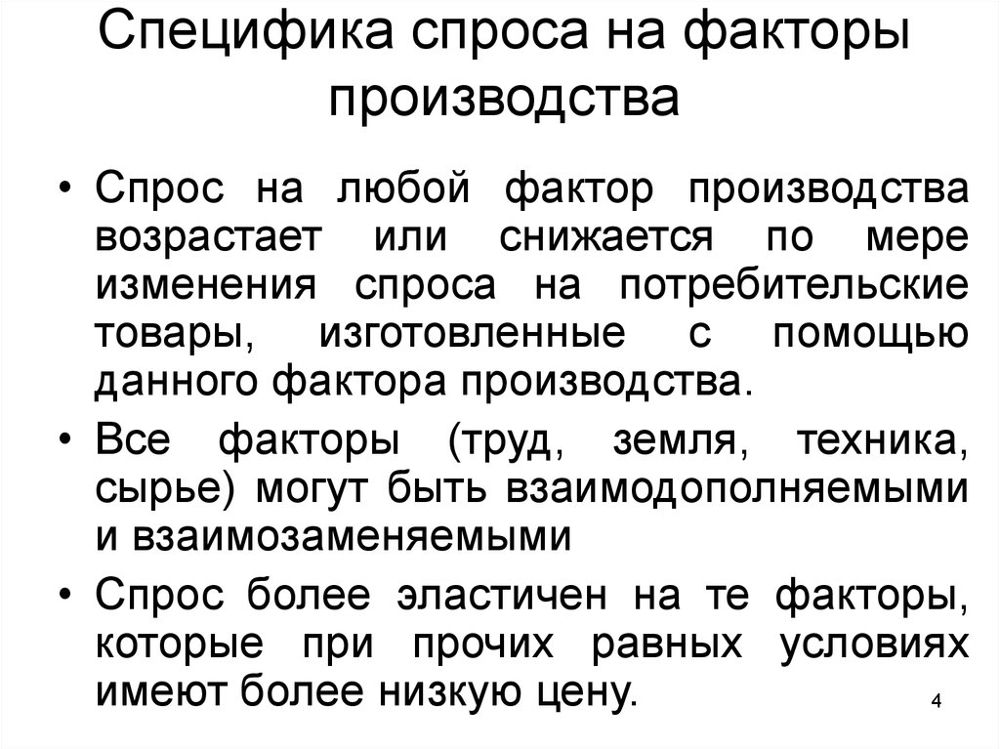 Специфика спроса на факторы
производства
• Спрос на любой фактор производства
возрастает или снижается по мере
изменения спроса на потребительские
товары, изготовленные с помощью
данного фактора производства.
• Все факторы (труд, земля, техника,
сырье) могут быть взаимодополняемыми
и взаимозаменяемыми
• Спрос более эластичен на те факторы,
которые при прочих равных условиях
имеют более низкую цену.
4